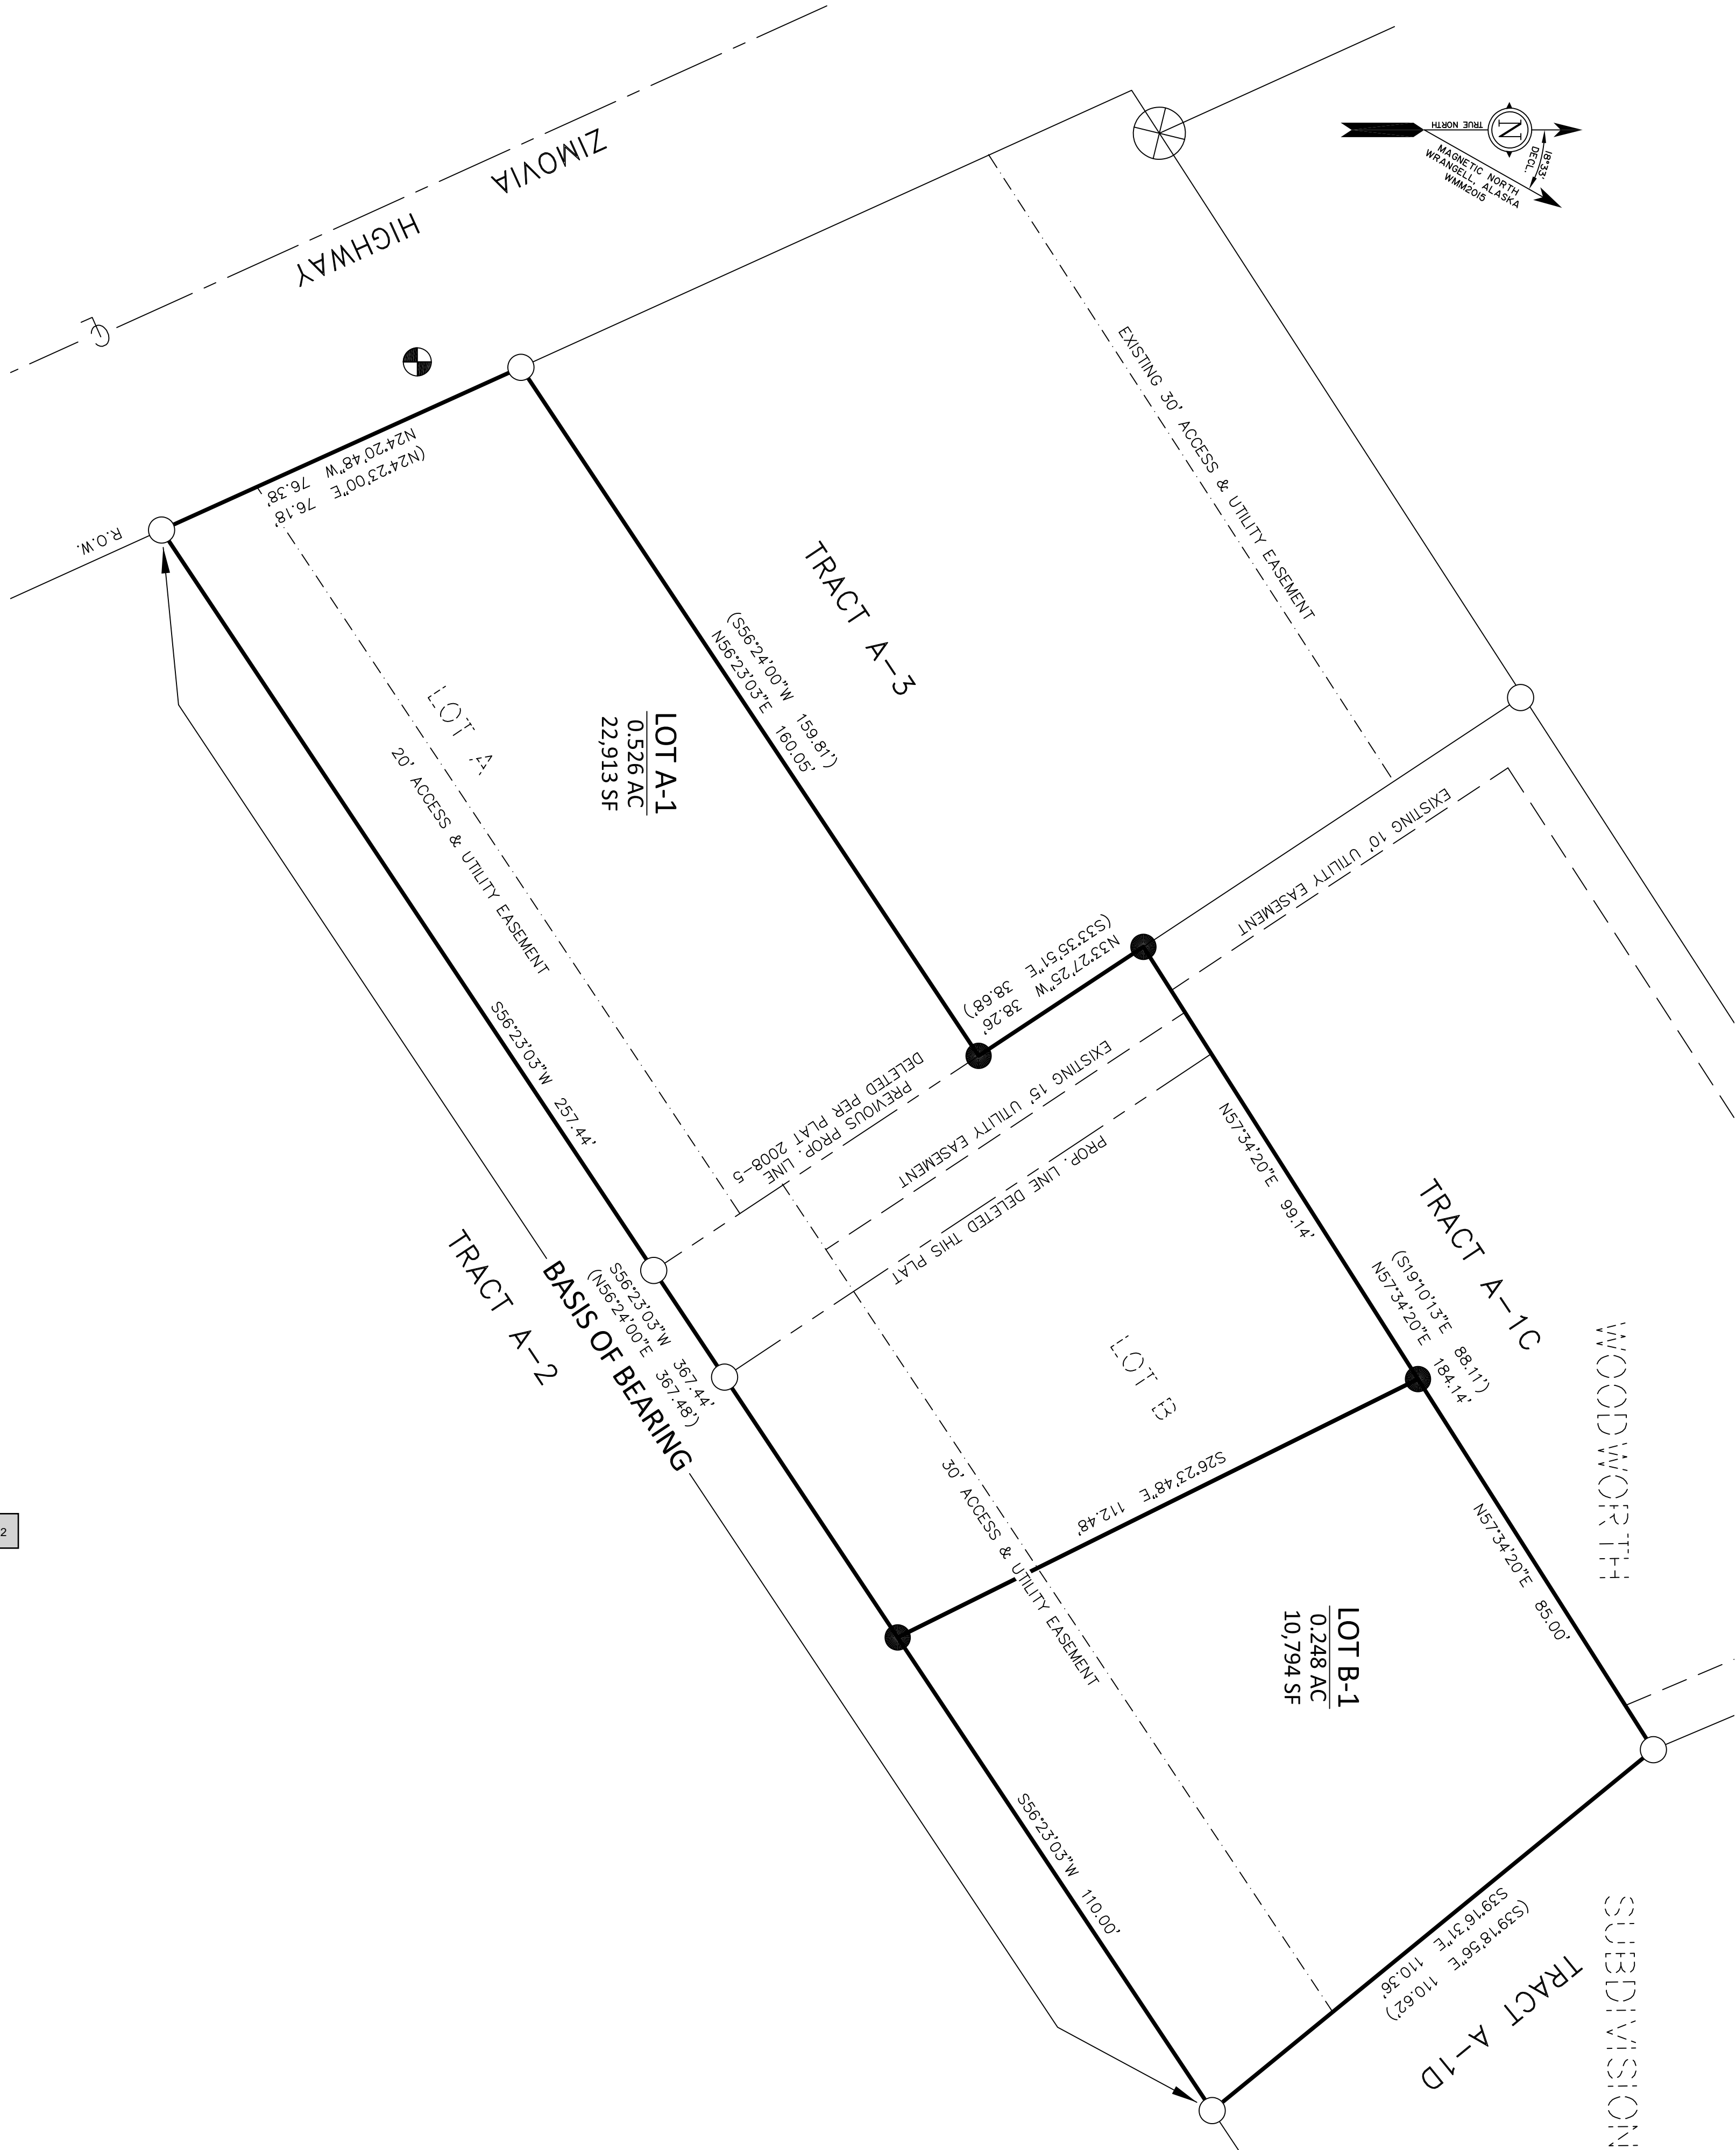 ZIMOVIA
HIGHWAY
R.O.W.
TRUE NORTH
N
18°33'
DECL.
MAGNETIC NORTH
WRANGELL, ALASKA
WMM2015
N24°20'48"W 76.38'
(N24°23'00"E 76.18'
EXISTING 30' ACCESS & UTILITY EASEMENT
TRACT A-3
(S56°24'00"W 159.81')
N56°23'03"E 160.05'
LOT A
20' ACCESS & UTILITY EASEMENT
LOT A-1
0.526 AC
22,913 SF
S56°23'03"W 257.44'
EXISTING 10' UTILITY EASEMENT
N33°27'25"W 38.26'
(S33°35'51"E 38.68')
PREVIOUS PROP. LINE
DELETED PER PLAT 2008-5
EXISTING 15' UTILITY EASEMENT
PROP. LINE DELETED THIS PLAT
N57°34'20"E 99.14'
TRACT A-1C
(S19°10'13"E 88.11')
N57°34'20"E 184.14'
TRACT A-2
BASIS OF BEARING
S56°23'03"W 367.44'
(N56°24'00"E 367.48')
LOT B
S26°23'48"E 112.48'
30' ACCESS & UTILITY EASEMENT
N57°34'20"E 85.00'
LOT B-1
0.248 AC
10,794 SF
S56°23'03"W 110.00'
S39°16'31"E 110.36'
(S39°18'56"E 110.62')
TRACT A-1D
WOODWORTH
SUBDIVISION
2